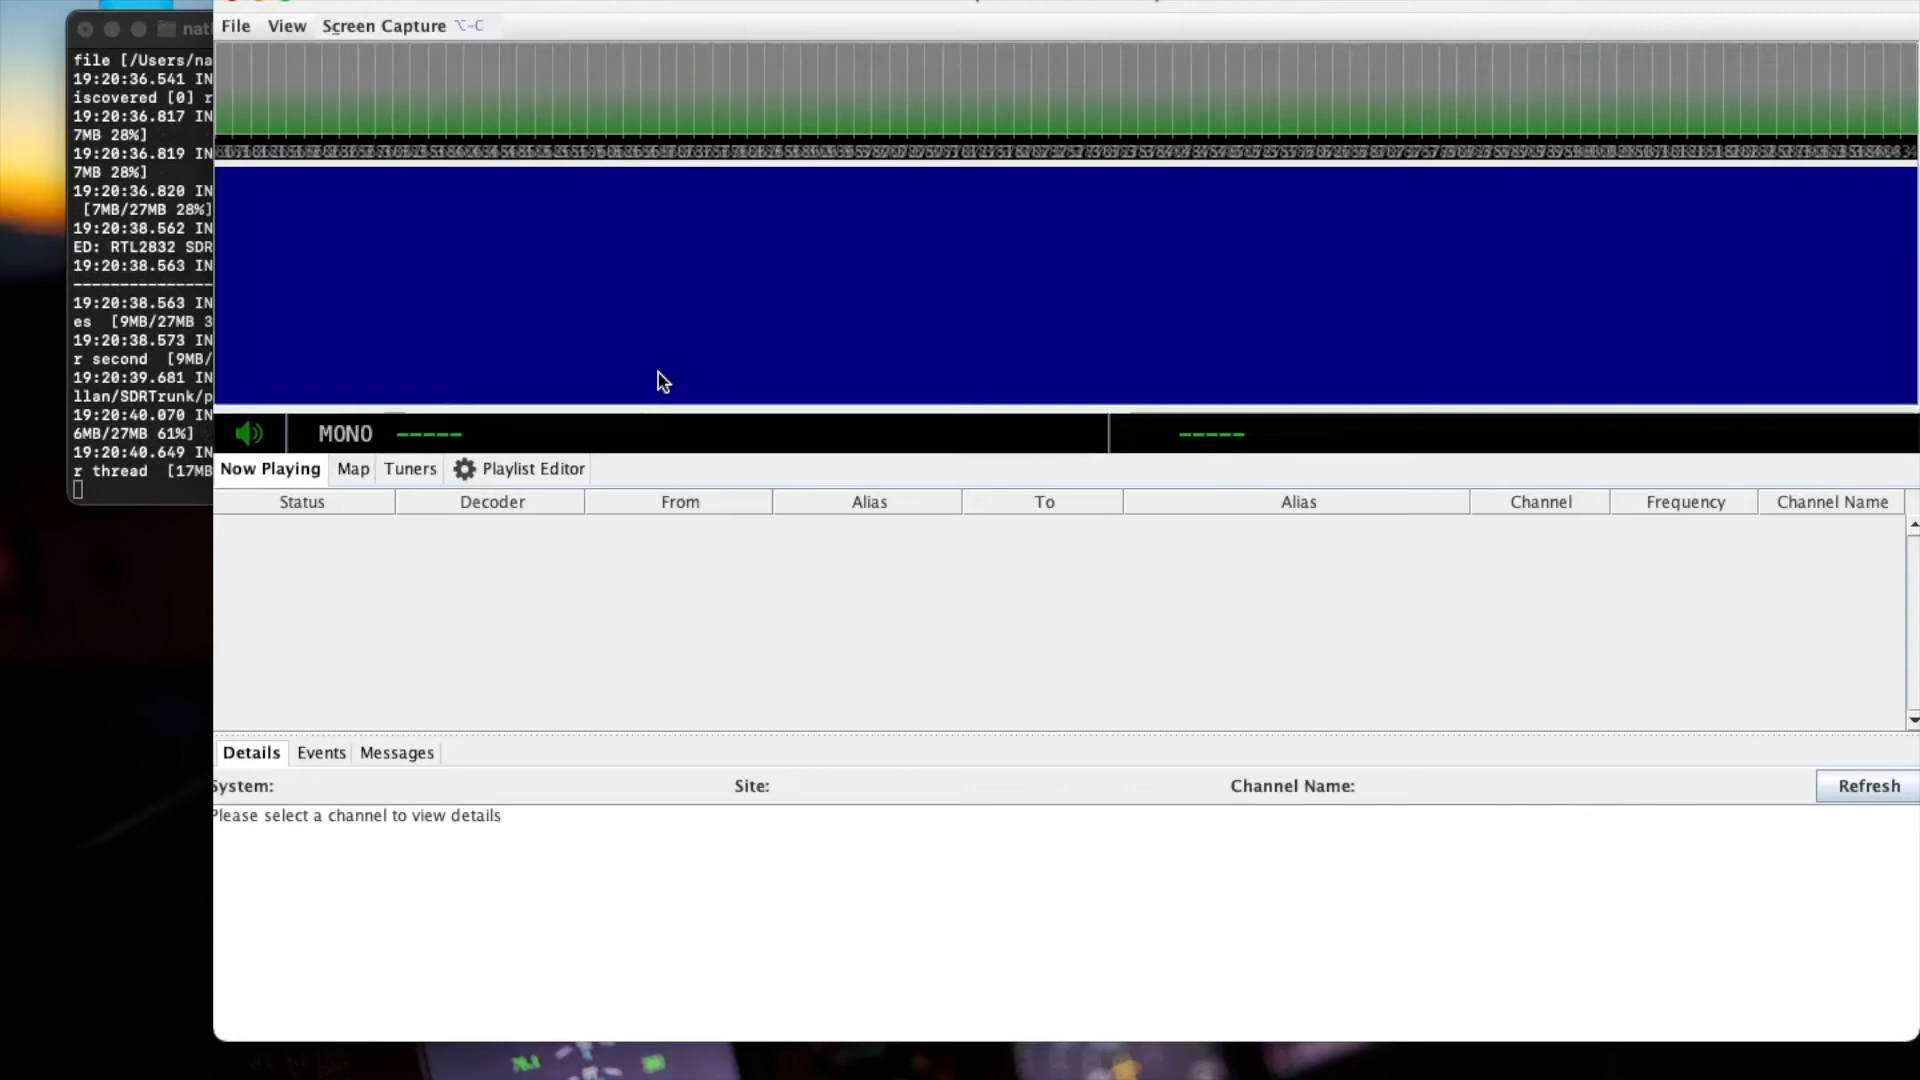 nat
file [/Users/na
19:20:36.541 IN
iscovered [0] r
19:20:36.817 IN
7MB 28%]
19:20:36.819 IN
7MB 28%]
19:20:36.820 IN
[7MB/27MB 28%]
19:20:38.562 IN
ED: RTL2832 SDR
19:20:38.563 IN
---------------
19:20:38.563 IN
es [9MB/27MB 3
19:20:38.573 IN
r second [9MB/
19:20:39.681 IN
llan/SDRTrunk/p
19:20:40.070 IN
6MB/27MB 61%]
19:20:40.649 IN
r thread [17MB
File View Screen Capture ⌥-C
MONO ----- -----
Now Playing Map Tuners Playlist Editor
Status Decoder From Alias To Alias Channel Frequency Channel Name
Details Events Messages
System: Site: Channel Name: Refresh
Please select a channel to view details